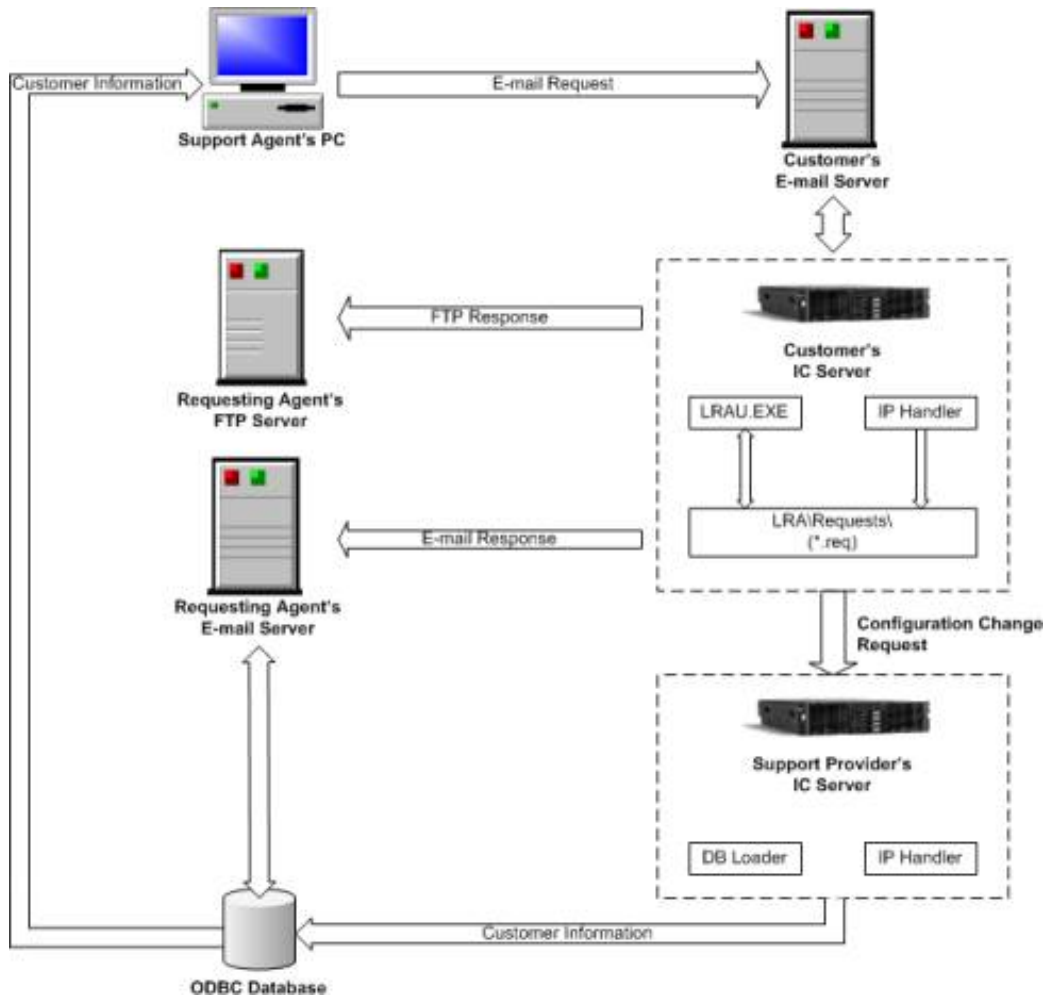 Customer Information
E-mail Request
Support Agent's PC
Customer's
E-mail Server
FTP Response
Customer's
IC Server
Requesting Agent's
FTP Server
LRAU.EXE
IP Handler
LRA\Requests\
(*.req)
E-mail Response
Requesting Agent's
E-mail Server
Configuration Change
Request
Support Provider's
IC Server
DB Loader
IP Handler
Customer Information
ODBC Database